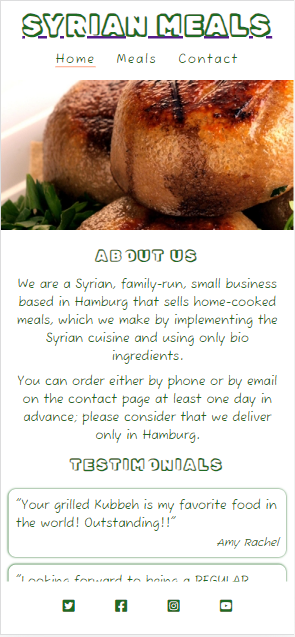 SYRIAN MEALS
Home Meals Contact
ABOUT US
We are a Syrian, family-run, small business
based in Hamburg that sells home-cooked
meals, which we make by implementing the
Syrian cuisine and using only bio
ingredients.
You can order either by phone or by email
on the contact page at least one day in
advance; please consider that we deliver
only in Hamburg.
TESTIMONIALS
"Your grilled Kubbeh is my favorite food in
the world! Outstanding!!"
Amy Rachel
"Looking forward to being a REGULAR